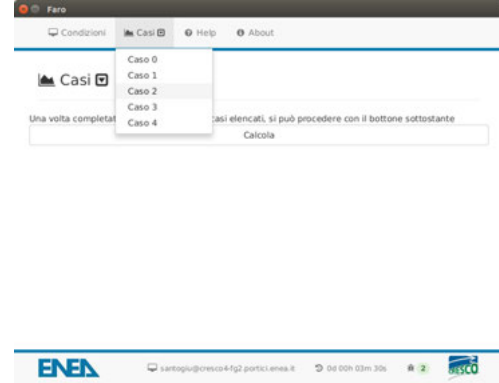 Faro
Condizioni Casi Help About
Caso 0
Caso 1
Caso 2
Caso 3
Caso 4
Casi
Una volta completat casi elencati, si può procedere con il bottone sottostante
Calcola
ENEA santogiu@cresco4-fg2.portici.enea.it 0d 00h 03m 30s 2 CRESCO